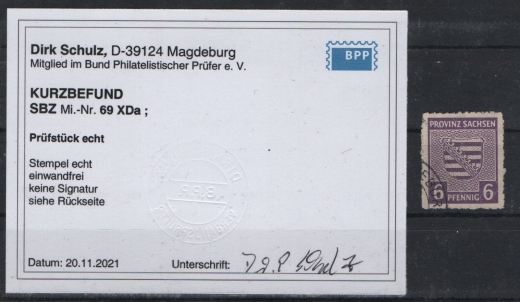 Dirk Schulz, D-39124 Magdeburg
Mitglied im Bund Philatelistischer Prüfer e. V.
BPP
KURZBEFUND
SBZ Mi.-Nr. 69 XDa ;
Prüfstück echt
Stempel echt
einwandfrei
keine Signatur
siehe Rückseite
Datum: 20.11.2021
Unterschrift:
PROVINZ SACHSEN
6 6
PFENNIG